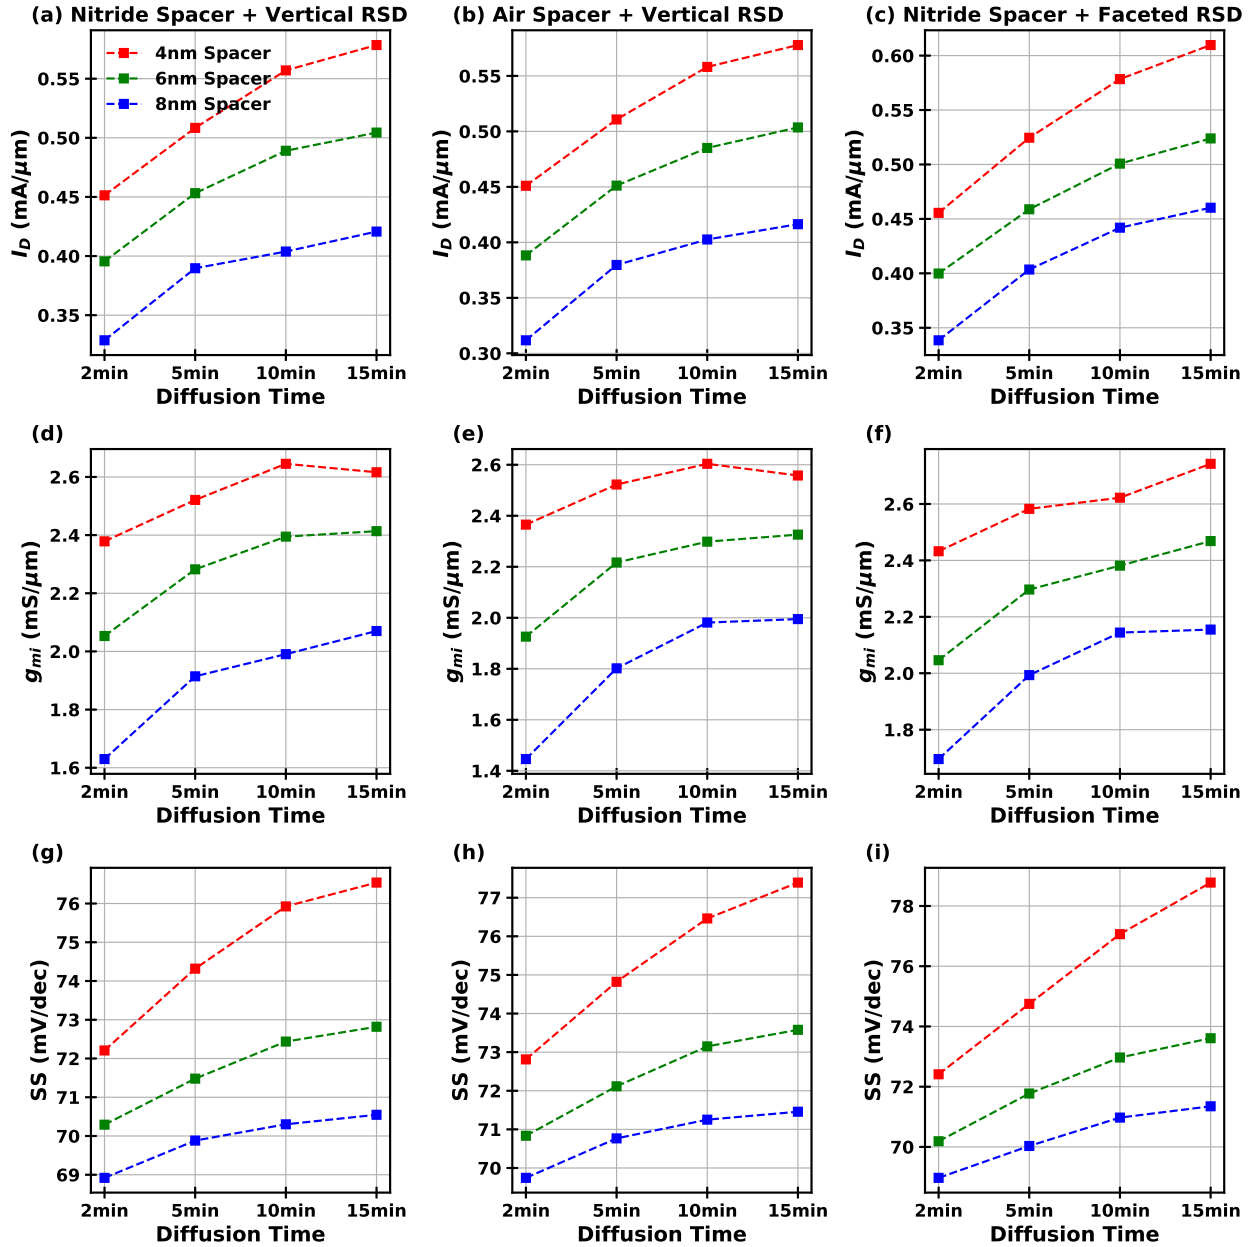 (a) Nitride Spacer + Vertical RSD
4nm Spacer
6nm Spacer
8nm Spacer
0.55
0.50
0.45
0.40
0.35
I_D (mA/μm)
2min 5min 10min 15min
Diffusion Time
(b) Air Spacer + Vertical RSD
0.55
0.50
0.45
0.40
0.35
0.30
I_D (mA/μm)
2min 5min 10min 15min
Diffusion Time
(c) Nitride Spacer + Faceted RSD
0.60
0.55
0.50
0.45
0.40
0.35
I_D (mA/μm)
2min 5min 10min 15min
Diffusion Time
(d)
2.6
2.4
2.2
2.0
1.8
1.6
g_mi (mS/μm)
2min 5min 10min 15min
Diffusion Time
(e)
2.6
2.4
2.2
2.0
1.8
1.6
1.4
g_mi (mS/μm)
2min 5min 10min 15min
Diffusion Time
(f)
2.6
2.4
2.2
2.0
1.8
g_mi (mS/μm)
2min 5min 10min 15min
Diffusion Time
(g)
76
75
74
73
72
71
70
69
SS (mV/dec)
2min 5min 10min 15min
Diffusion Time
(h)
77
76
75
74
73
72
71
70
SS (mV/dec)
2min 5min 10min 15min
Diffusion Time
(i)
78
76
74
72
70
SS (mV/dec)
2min 5min 10min 15min
Diffusion Time